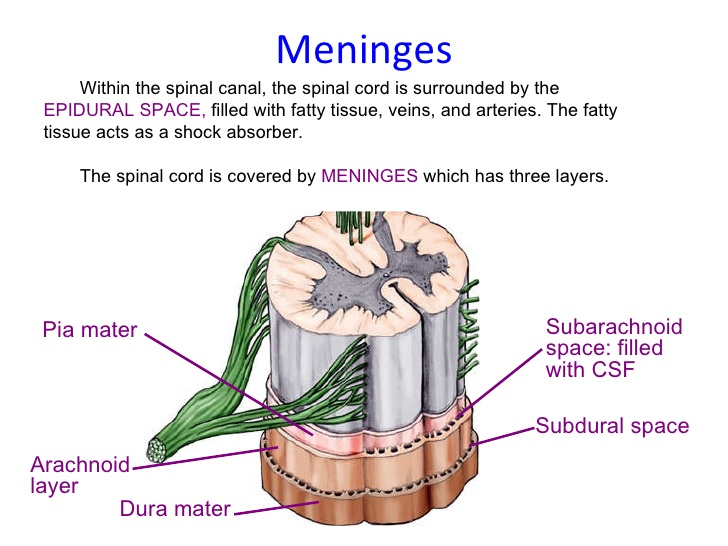 Meninges
Within the spinal canal, the spinal cord is surrounded by the
EPIDURAL SPACE, filled with fatty tissue, veins, and arteries. The fatty
tissue acts as a shock absorber.
The spinal cord is covered by MENINGES which has three layers.
Pia mater
Subarachnoid
space: filled
with CSF
Subdural space
Arachnoid
layer
Dura mater